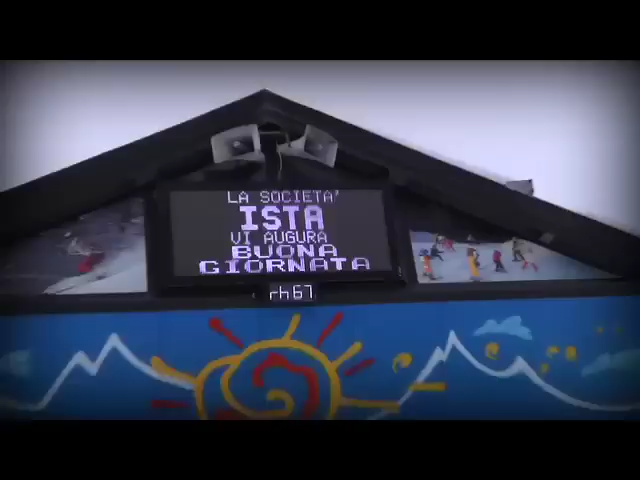 LA SOCIETA'
ISTA
VI AUGURA
BUONA
GIORNATA
rh67